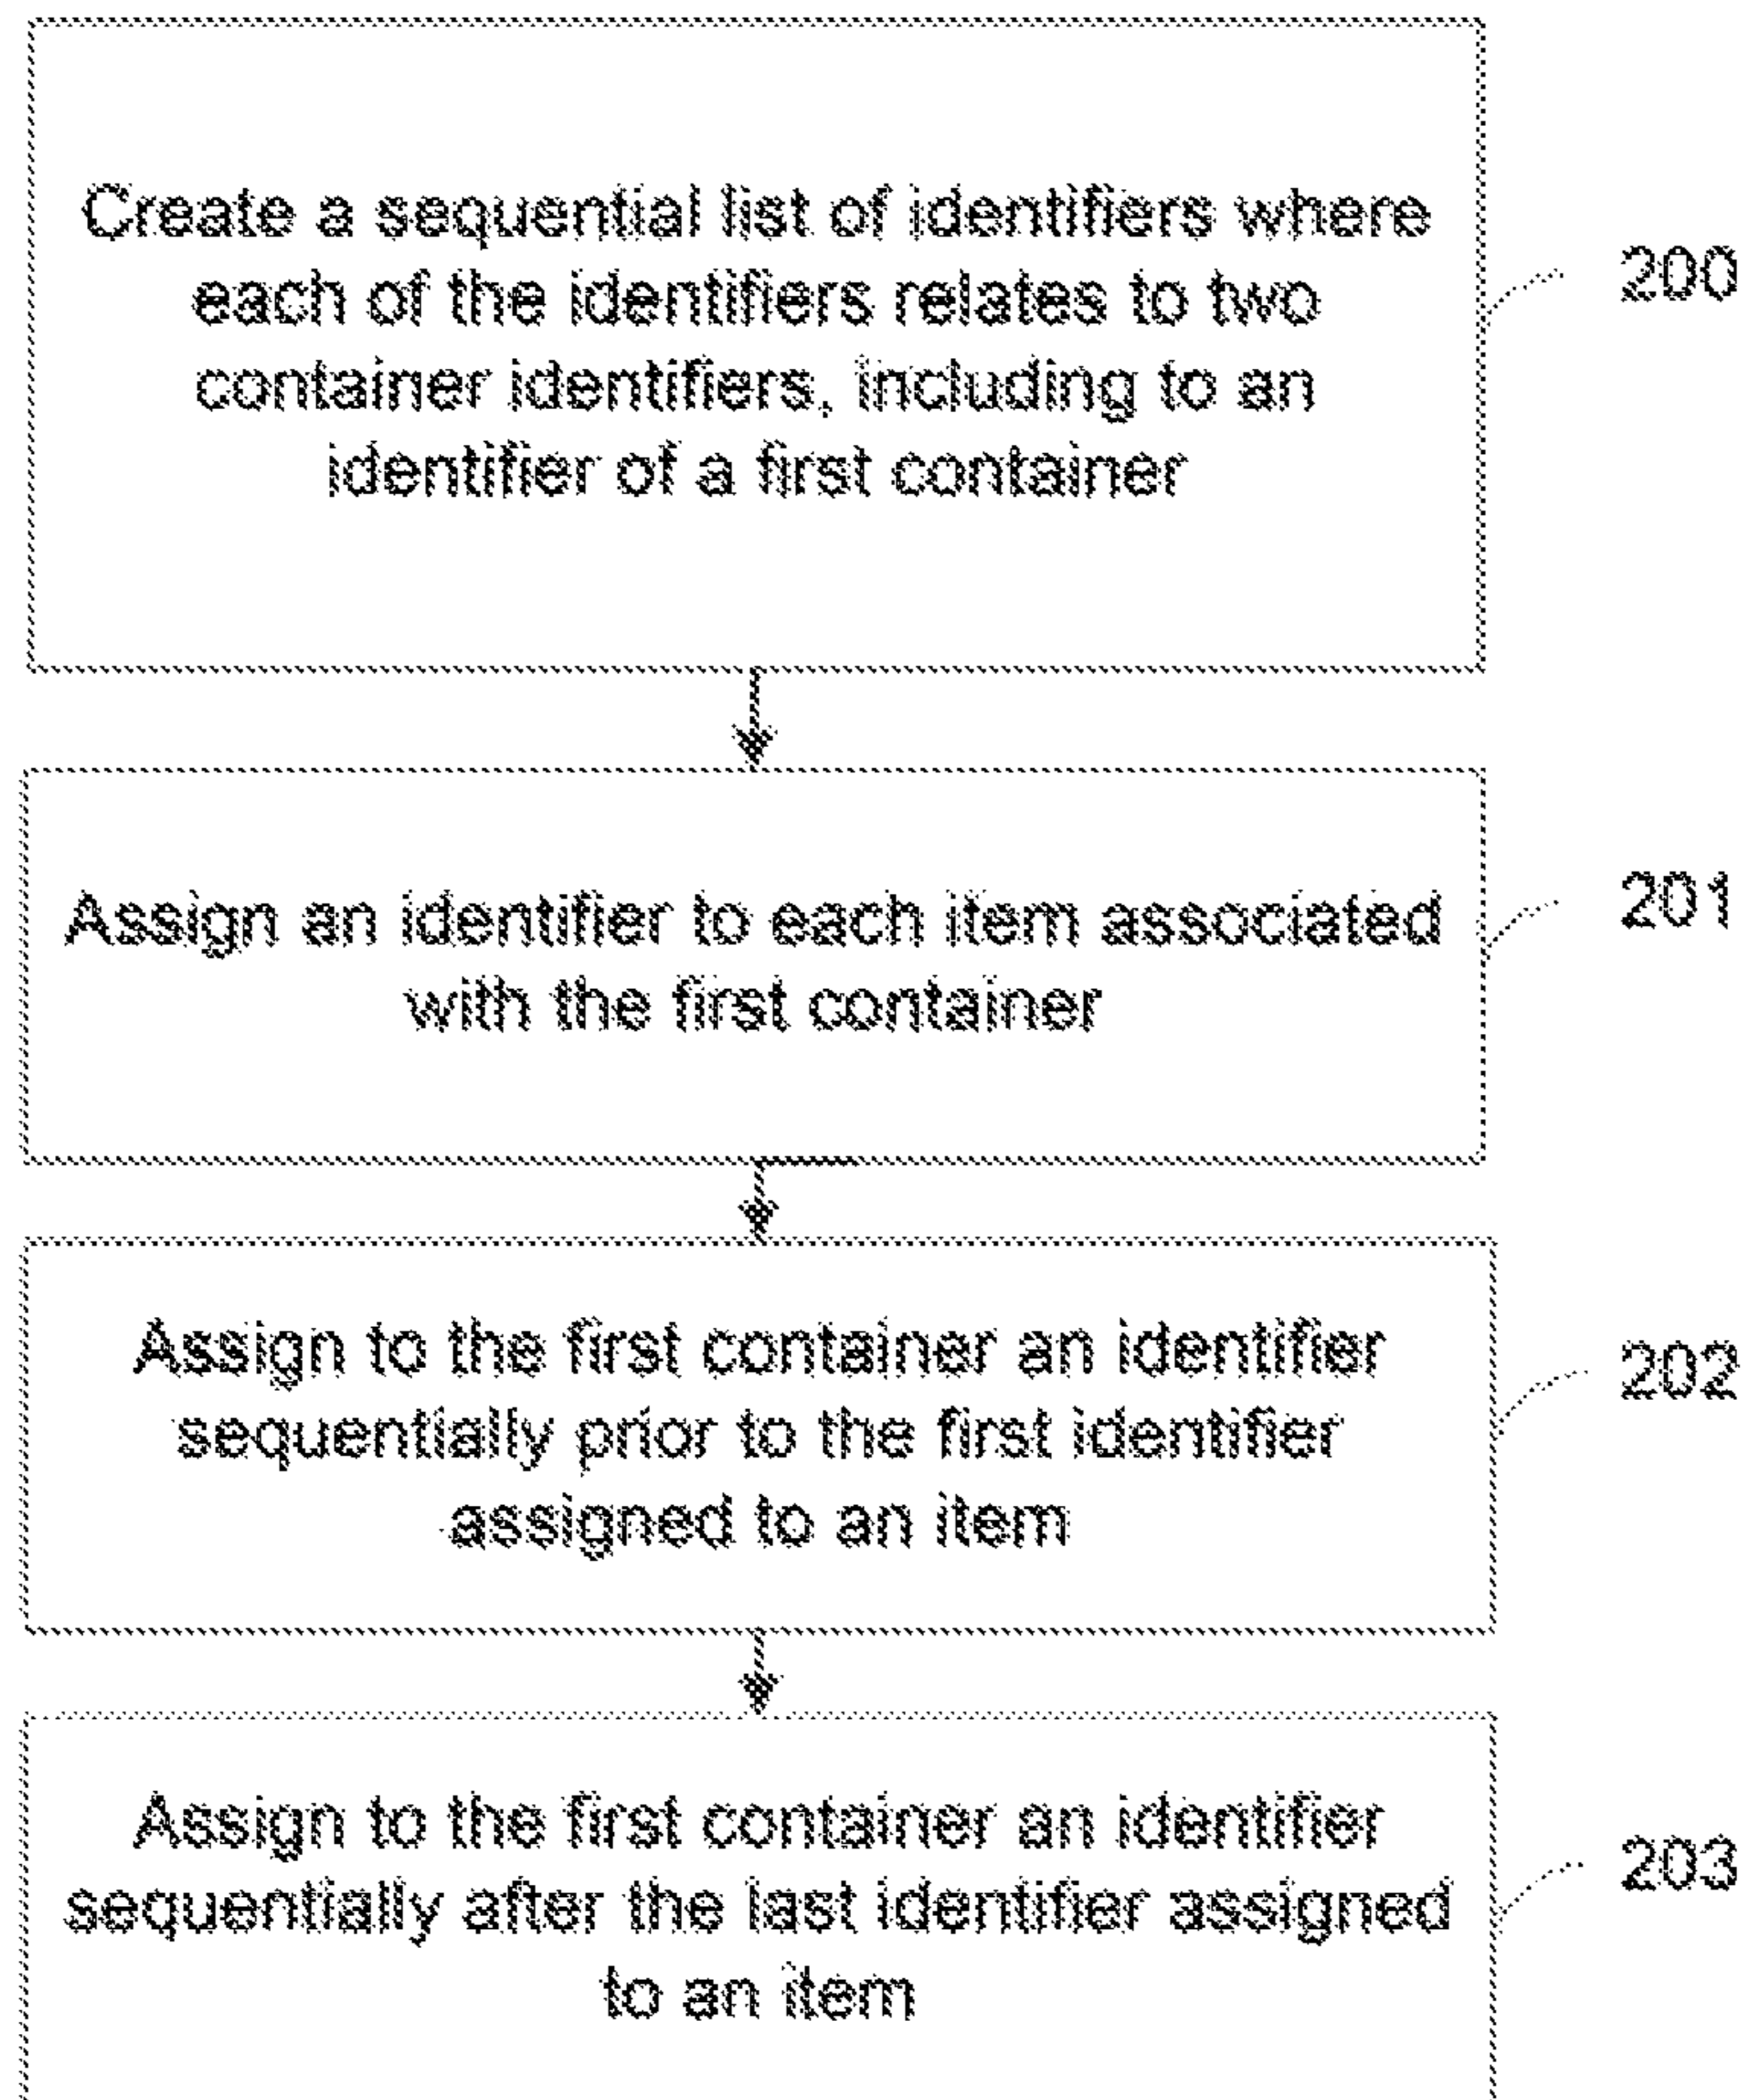 Create a sequential list of identifiers where
each of the identifiers relates to two
container identifiers, including to an
identifier of a first container
200
Assign an identifier to each item associated
with the first container
201
Assign to the first container an identifier
sequentially prior to the first identifier
assigned to an item
202
Assign to the first container an identifier
sequentially after the last identifier assigned
to an item
203